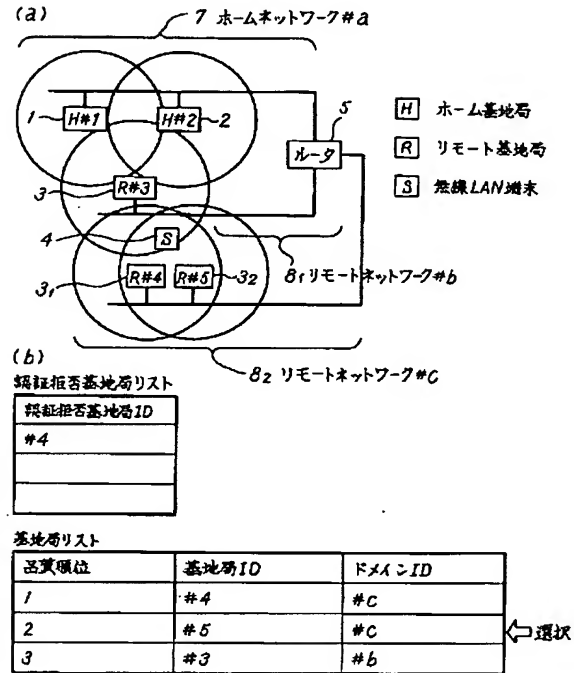 (a)
7 ホームネットワーク#a
1 H#1
H#2 2
5
ルータ
H ホーム基地局
R リモート基地局
S 無線LAN端末
3 R#3
4 S
3₁ R#4
R#5 3₂
8₁リモートネットワーク#b
8₂ リモートネットワーク#c
(b)
認証拒否基地局リスト
認証拒否基地局ID
#4
基地局リスト
品質順位 基地局ID ドメインID
1 #4 #c
2 #5 #c ⇦選択
3 #3 #b